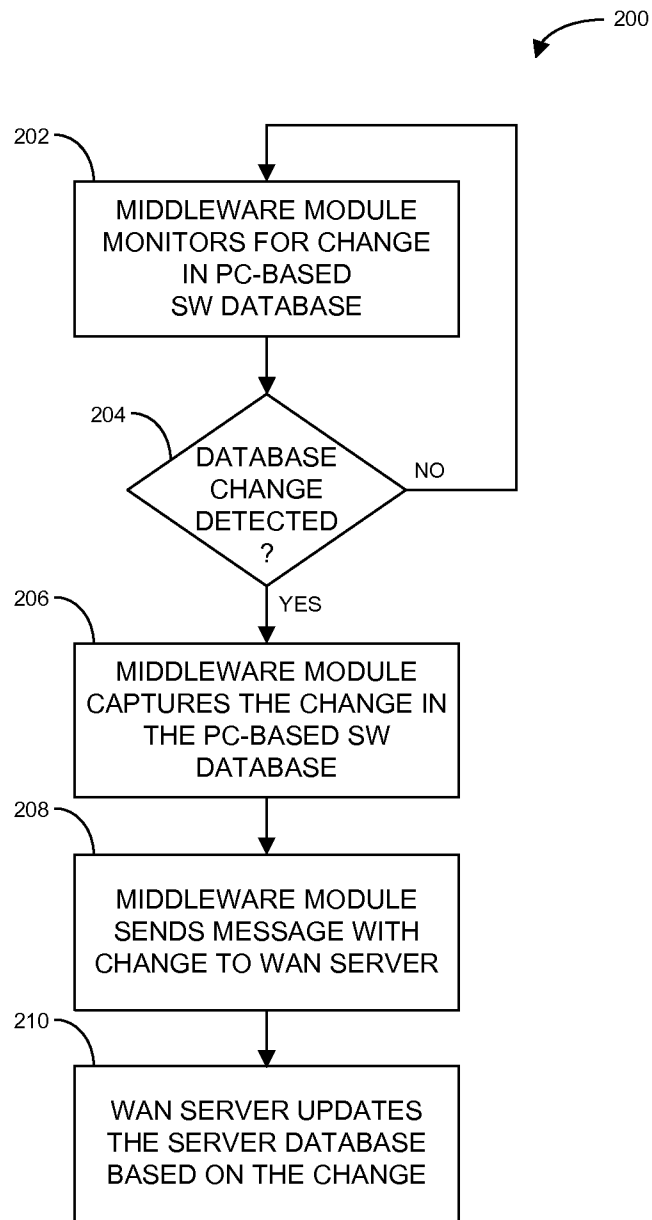 200
202
MIDDLEWARE MODULE
MONITORS FOR CHANGE
IN PC-BASED
SW DATABASE
204
DATABASE
CHANGE
DETECTED
?
NO
YES
206
MIDDLEWARE MODULE
CAPTURES THE CHANGE IN
THE PC-BASED SW
DATABASE
208
MIDDLEWARE MODULE
SENDS MESSAGE WITH
CHANGE TO WAN SERVER
210
WAN SERVER UPDATES
THE SERVER DATABASE
BASED ON THE CHANGE